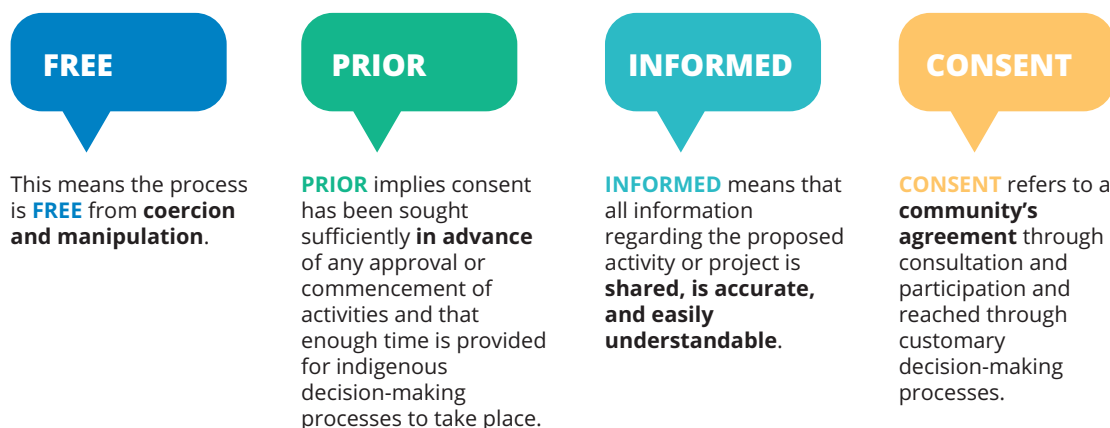 FREE
This means the process
is FREE from coercion
and manipulation.
PRIOR
PRIOR implies consent
has been sought
sufficiently in advance
of any approval or
commencement of
activities and that
enough time is provided
for indigenous
decision-making
processes to take place.
INFORMED
INFORMED means that
all information
regarding the proposed
activity or project is
shared, is accurate,
and easily
understandable.
CONSENT
CONSENT refers to a
community’s
agreement through
consultation and
participation and
reached through
customary
decision-making
processes.